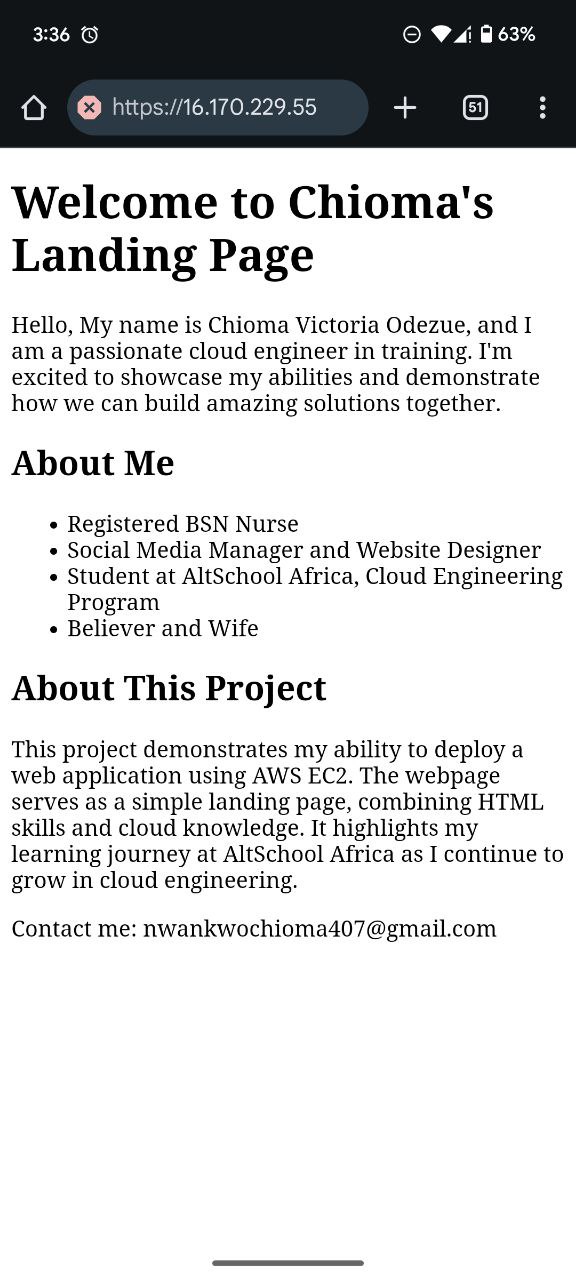 3:36
63%
https://16.170.229.55
51
Welcome to Chioma's
Landing Page
Hello, My name is Chioma Victoria Odezue, and I
am a passionate cloud engineer in training. I'm
excited to showcase my abilities and demonstrate
how we can build amazing solutions together.
About Me
• Registered BSN Nurse
• Social Media Manager and Website Designer
• Student at AltSchool Africa, Cloud Engineering
Program
• Believer and Wife
About This Project
This project demonstrates my ability to deploy a
web application using AWS EC2. The webpage
serves as a simple landing page, combining HTML
skills and cloud knowledge. It highlights my
learning journey at AltSchool Africa as I continue to
grow in cloud engineering.
Contact me: nwankwochioma407@gmail.com